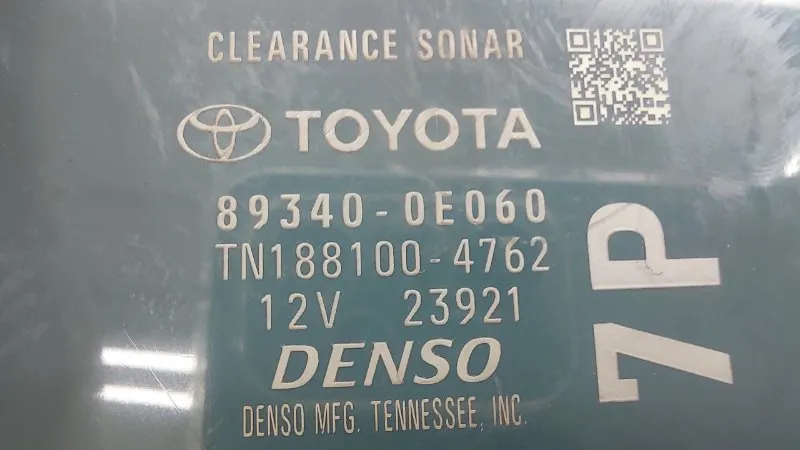 CLEARANCE SONAR
TOYOTA
89340-0E060
TN188100-4762
12V 23921
DENSO
DENSO MFG. TENNESSEE, INC.
7P